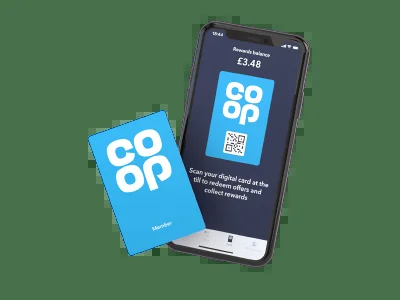 18:44
Rewards balance
£3.48
CO
OP
Scan your digital card at the
till to redeem offers and
collect rewards
CO
OP
Member